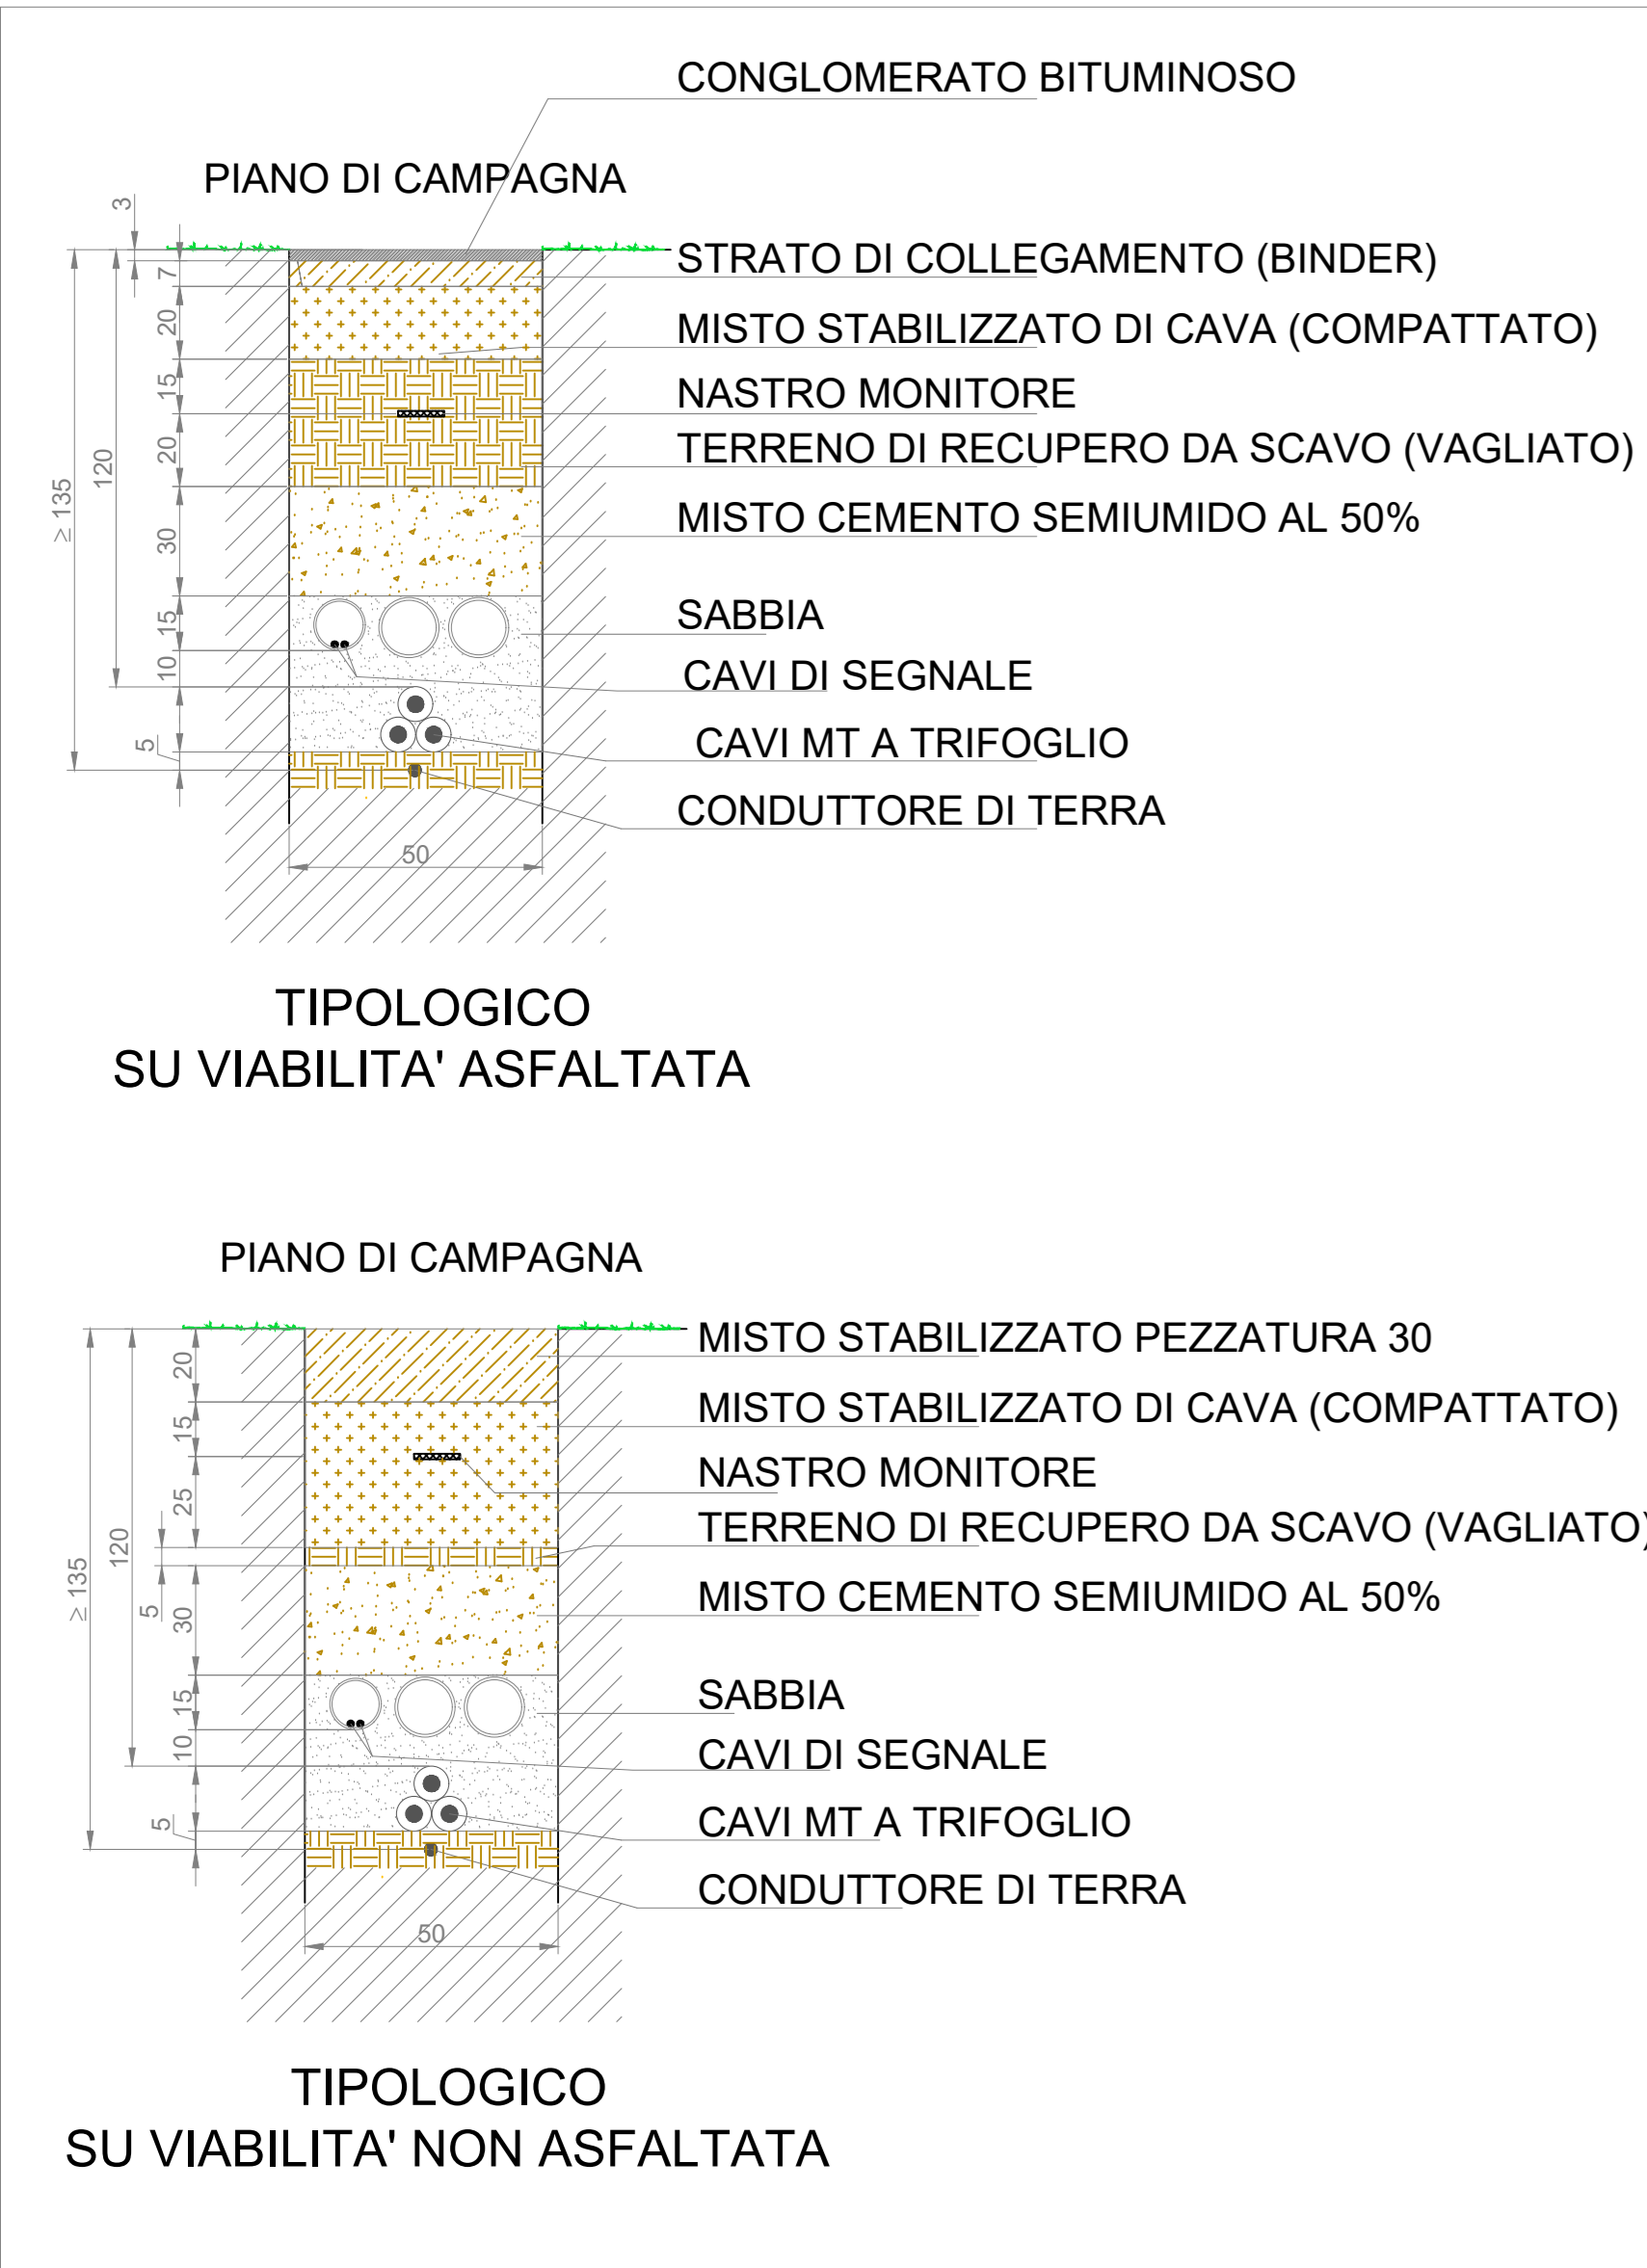 CONGLOMERATO BITUMINOSO
PIANO DI CAMPAGNA
3
STRATO DI COLLEGAMENTO (BINDER)
7
20
MISTO STABILIZZATO DI CAVA (COMPATTATO)
15
NASTRO MONITORE
20
TERRENO DI RECUPERO DA SCAVO (VAGLIATO)
120
≥ 135
30
MISTO CEMENTO SEMIUMIDO AL 50%
15
SABBIA
10
CAVI DI SEGNALE
5
CAVI MT A TRIFOGLIO
CONDUTTORE DI TERRA
50
TIPOLOGICO
SU VIABILITA' ASFALTATA
PIANO DI CAMPAGNA
20
MISTO STABILIZZATO PEZZATURA 30
15
MISTO STABILIZZATO DI CAVA (COMPATTATO)
NASTRO MONITORE
25
TERRENO DI RECUPERO DA SCAVO (VAGLIATO)
120
≥ 135
5
30
MISTO CEMENTO SEMIUMIDO AL 50%
15
SABBIA
10
CAVI DI SEGNALE
5
CAVI MT A TRIFOGLIO
CONDUTTORE DI TERRA
50
TIPOLOGICO
SU VIABILITA' NON ASFALTATA